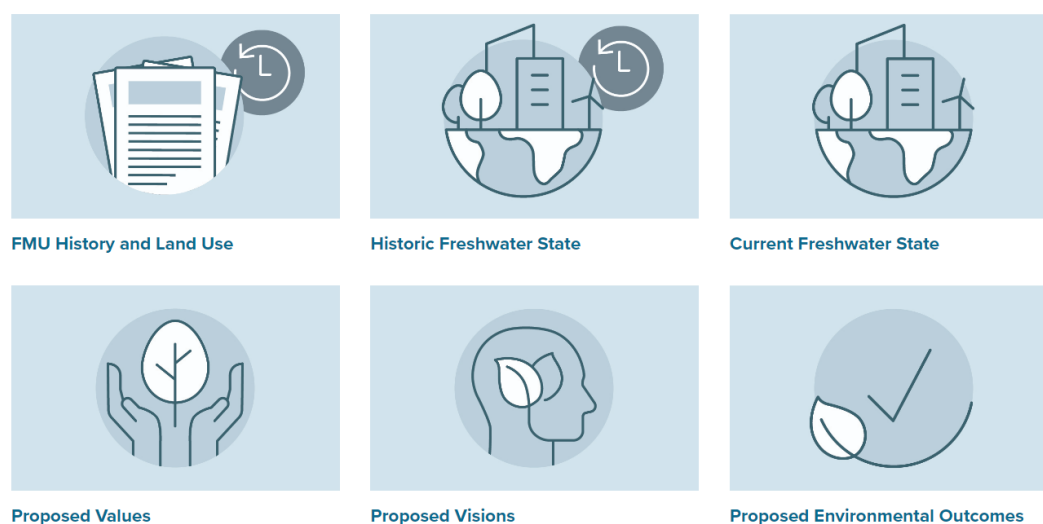 FMU History and Land Use
Historic Freshwater State
Current Freshwater State
Proposed Values
Proposed Visions
Proposed Environmental Outcomes